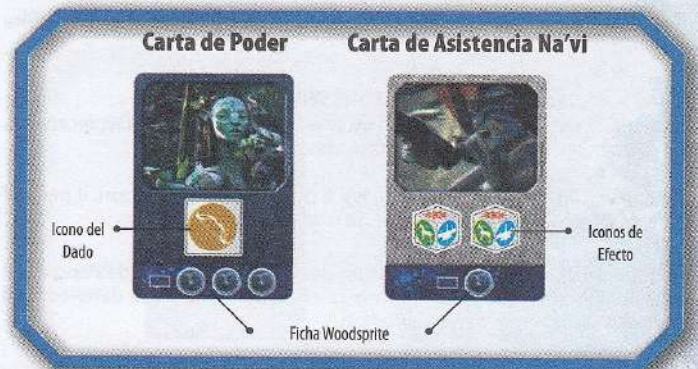 Carta de Poder
Carta de Asistencia Na'vi
Icono del
Dado
Iconos de
Efecto
Ficha Woodsprite